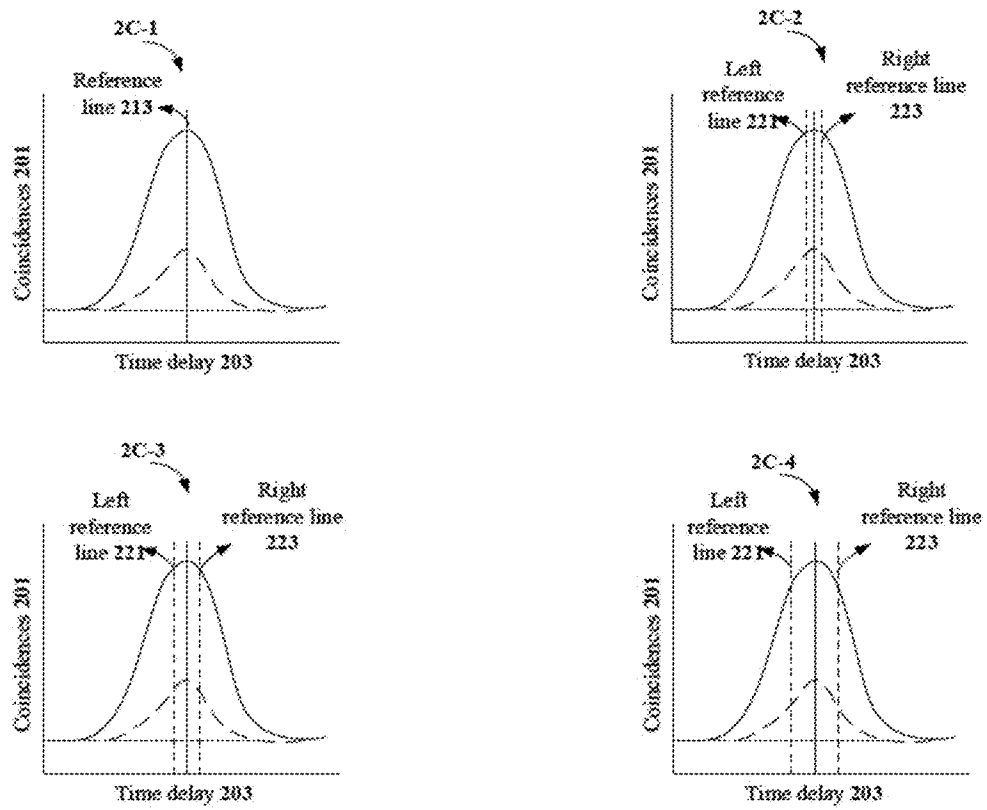 2C-1
Reference
line 213
Coincidences 201
Time delay 203
2C-2
Left
reference
line 221
Right
reference line
223
Coincidences 201
Time delay 203
2C-3
Left
reference
line 221
Right
reference line
223
Coincidences 201
Time delay 203
2C-4
Left
reference
line 221
Right
reference line
223
Coincidences 201
Time delay 203